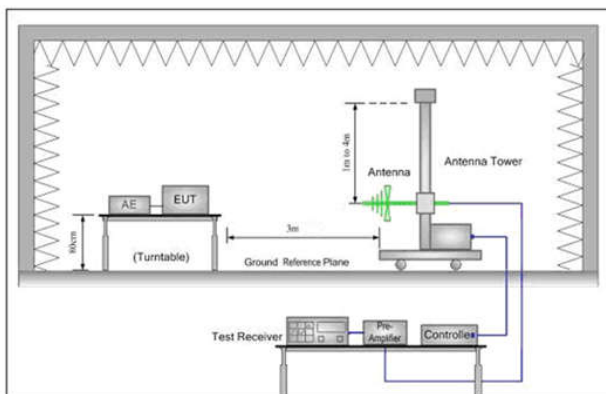 1m to 4m
Antenna
Antenna Tower
AE
EUT
80cm
(Turntable)
3m
Ground Reference Plane
Test Receiver
Pre-
Amplifier
Controller